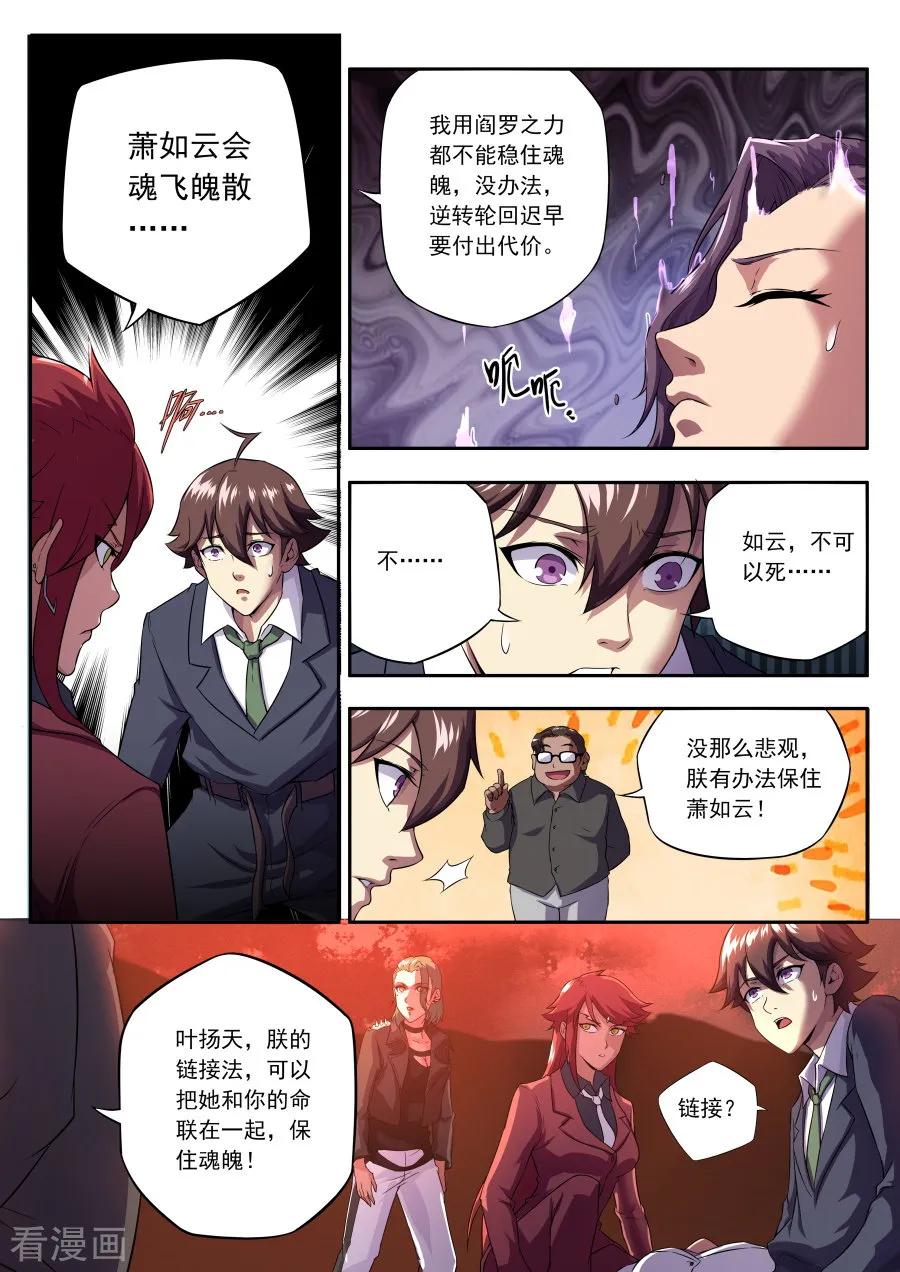 萧如云会
魂飞魄散
……
啊……
我用阎罗之力
都不能稳住魂
魄，没办法，
逆转轮回迟早
要付出代价。
呃呃。
不……
如云，不可
以死……
没那么悲观，
朕有办法保住
萧如云！
叶扬天，朕的
链接法，可以
把她和你的命
联在一起，保
住魂魄！
链接？
看漫画